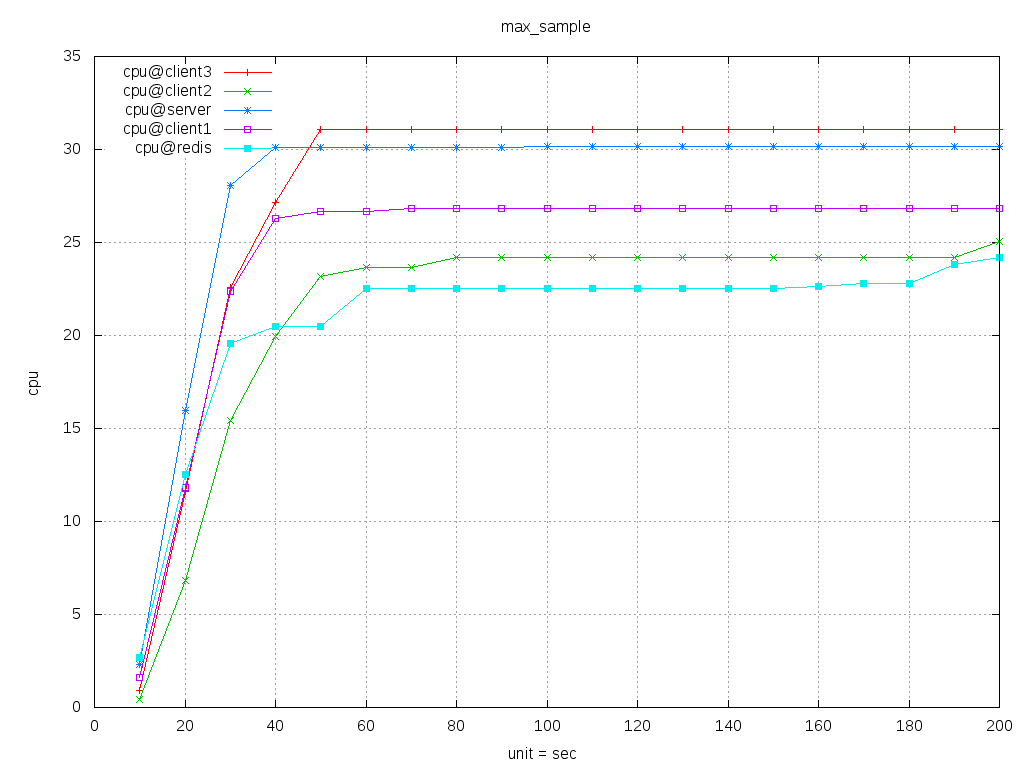 max_sample
35
30
25
20
15
10
5
0
cpu
cpu@client3
cpu@client2
cpu@server
cpu@client1
cpu@redis
0 20 40 60 80 100 120 140 160 180 200
unit = sec